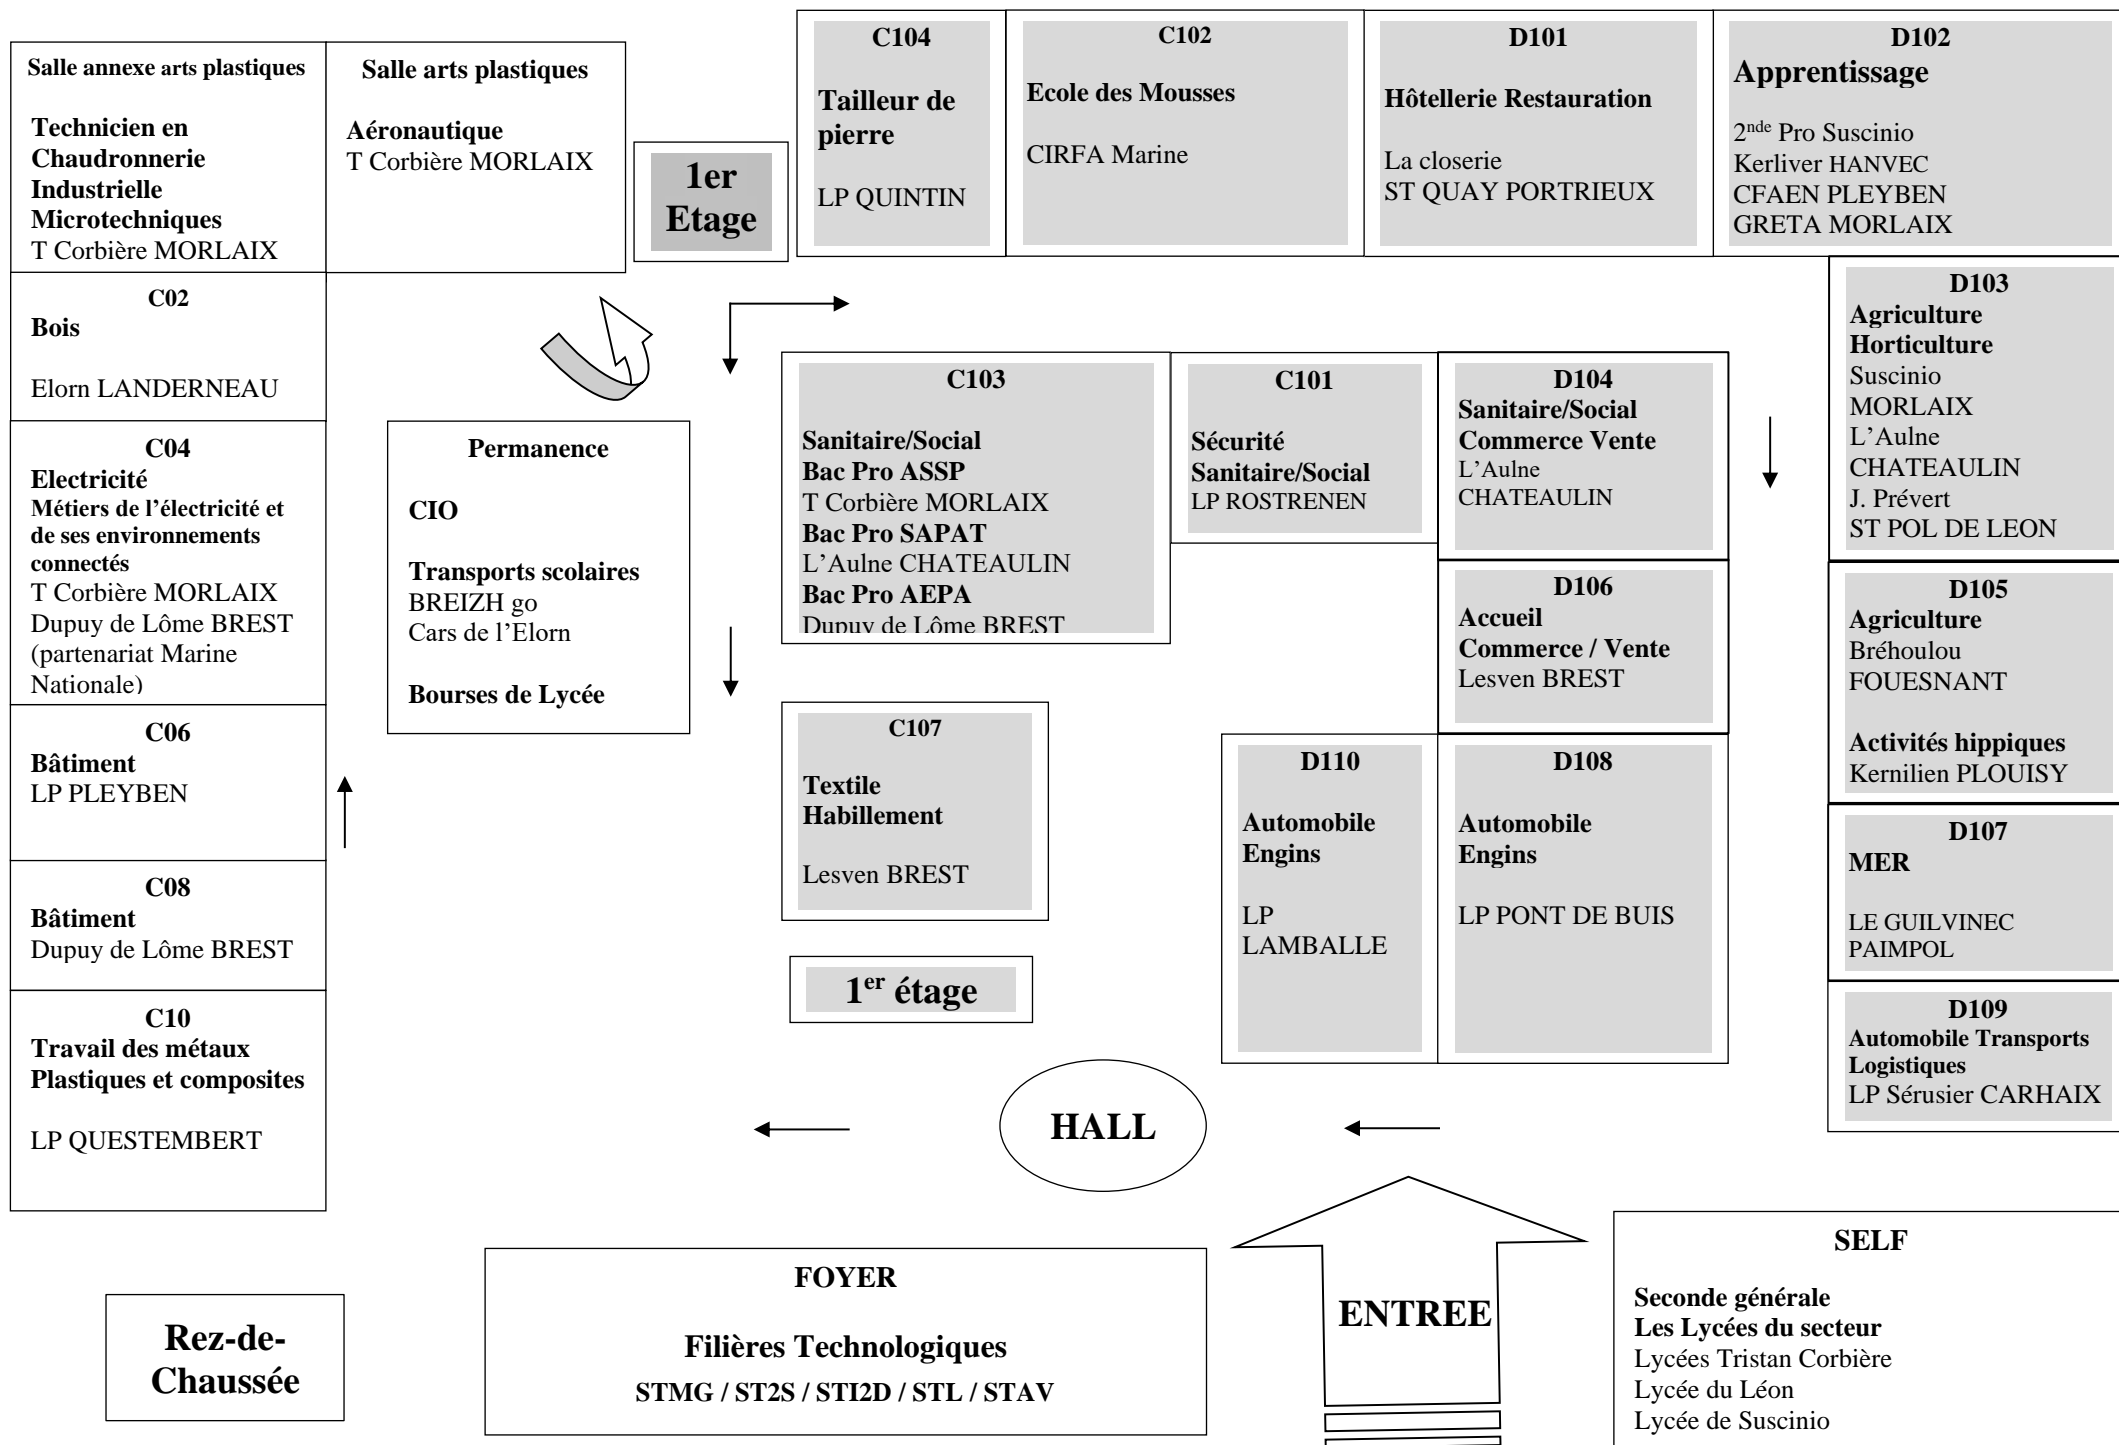 Salle annexe arts plastiques
Technicien en
Chaudronnerie
Industrielle
Microtechniques
T Corbière MORLAIX
Salle arts plastiques
Aéronautique
T Corbière MORLAIX
1er
Etage
C104
Tailleur de
pierre
LP QUINTIN
C102
Ecole des Mousses
CIRFA Marine
D101
Hôtellerie Restauration
La closerie
ST QUAY PORTRIEUX
D102
Apprentissage
2nde Pro Suscinio
Kerliver HANVEC
CFAEN PLEYBEN
GRETA MORLAIX
C02
Bois
Elorn LANDERNEAU
C04
Electricité
Métiers de l’électricité et
de ses environnements
connectés
T Corbière MORLAIX
Dupuy de Lôme BREST
(partenariat Marine
Nationale)
C06
Bâtiment
LP PLEYBEN
C08
Bâtiment
Dupuy de Lôme BREST
C10
Travail des métaux
Plastiques et composites
LP QUESTEMBERT
Permanence
CIO
Transports scolaires
BREIZH go
Cars de l’Elorn
Bourses de Lycée
C103
Sanitaire/Social
Bac Pro ASSP
T Corbière MORLAIX
Bac Pro SAPAT
L’Aulne CHATEAULIN
Bac Pro AEPA
Dupuy de Lôme BREST
C101
Sécurité
Sanitaire/Social
LP ROSTRENEN
D104
Sanitaire/Social
Commerce Vente
L’Aulne
CHATEAULIN
D106
Accueil
Commerce / Vente
Lesven BREST
D103
Agriculture
Horticulture
Suscinio
MORLAIX
L’Aulne
CHATEAULIN
J. Prévert
ST POL DE LEON
D105
Agriculture
Bréhoulou
FOUESNANT
Activités hippiques
Kernilien PLOUISY
C107
Textile
Habillement
Lesven BREST
D110
Automobile
Engins
LP
LAMBALLE
D108
Automobile
Engins
LP PONT DE BUIS
D107
MER
LE GUILVINEC
PAIMPOL
D109
Automobile Transports
Logistiques
LP Sérusier CARHAIX
1er étage
HALL
Rez-de-
Chaussée
FOYER
Filières Technologiques
STMG / ST2S / STI2D / STL / STAV
ENTREE
SELF
Seconde générale
Les Lycées du secteur
Lycées Tristan Corbière
Lycée du Léon
Lycée de Suscinio